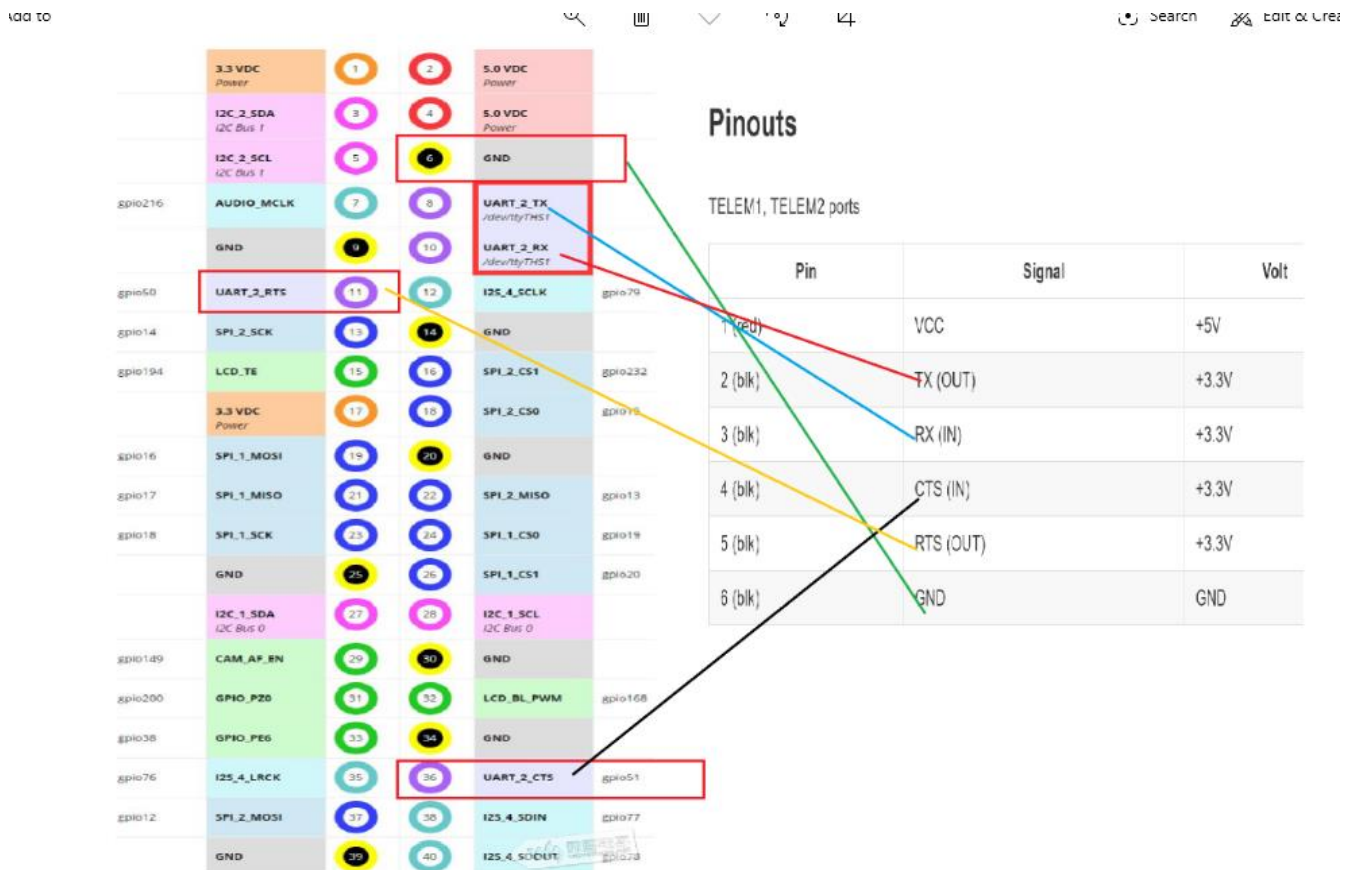 Add to
Search
Edit & Crea
3.3 VDC
Power
1
2
5.0 VDC
Power
I2C_2_SDA
I2C Bus 1
3
4
5.0 VDC
Power
I2C_2_SCL
I2C Bus 1
5
6
GND
gpio216
AUDIO_MCLK
7
8
UART_2_TX
/dev/ttyTHS1
GND
9
10
UART_2_RX
/dev/ttyTHS1
gpio50
UART_2_RTS
11
12
I2S_4_SCLK
gpio79
gpio14
SPI_2_SCK
13
14
GND
gpio194
LCD_TE
15
16
SPI_2_CS1
gpio232
3.3 VDC
Power
17
18
SPI_2_CS0
gpio16
SPI_1_MOSI
19
20
GND
gpio17
SPI_1_MISO
21
22
SPI_2_MISO
gpio13
gpio18
SPI_1_SCK
23
24
SPI_1_CS0
gpio19
GND
25
26
SPI_1_CS1
gpio20
I2C_1_SDA
I2C Bus 0
27
28
I2C_1_SCL
I2C Bus 0
gpio149
CAM_AF_EN
29
30
GND
gpio200
GPIO_PZ0
31
32
LCD_BL_PWM
gpio168
gpio38
GPIO_PE6
33
34
GND
gpio76
I2S_4_LRCK
35
36
UART_2_CTS
gpio51
gpio12
SPI_2_MOSI
37
38
I2S_4_SDIN
gpio77
GND
39
40
I2S_4_SDOUT
gpio78
Pinouts
TELEM1, TELEM2 ports
Pin Signal Volt
1 (red) VCC +5V
2 (blk) TX (OUT) +3.3V
3 (blk) RX (IN) +3.3V
4 (blk) CTS (IN) +3.3V
5 (blk) RTS (OUT) +3.3V
6 (blk) GND GND